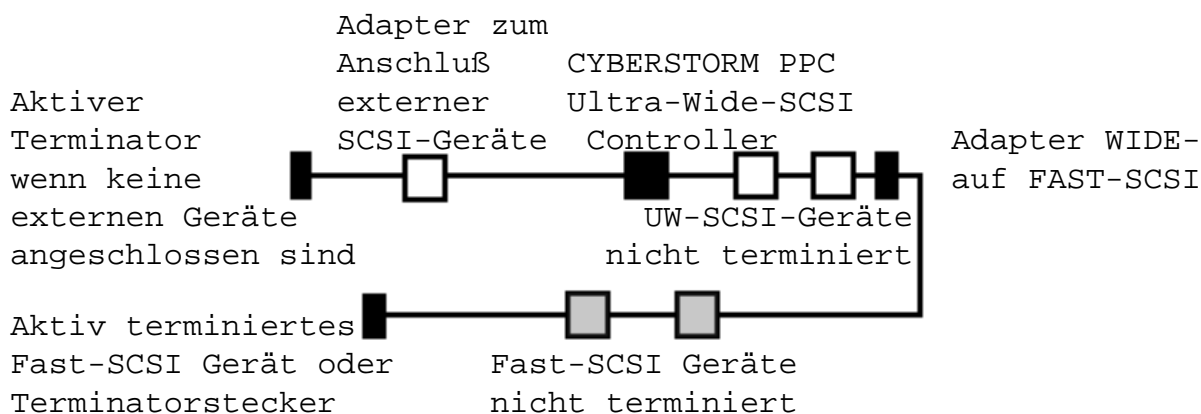 Adapter zum
Anschluß
externer
SCSI-Geräte
CYBERSTORM PPC
Ultra-Wide-SCSI
Controller
Aktiver
Terminator
wenn keine
externen Geräte
angeschlossen sind
Adapter WIDE-
auf FAST-SCSI
UW-SCSI-Geräte
nicht terminiert
Aktiv terminiertes
Fast-SCSI Gerät oder
Terminatorstecker
Fast-SCSI Geräte
nicht terminiert